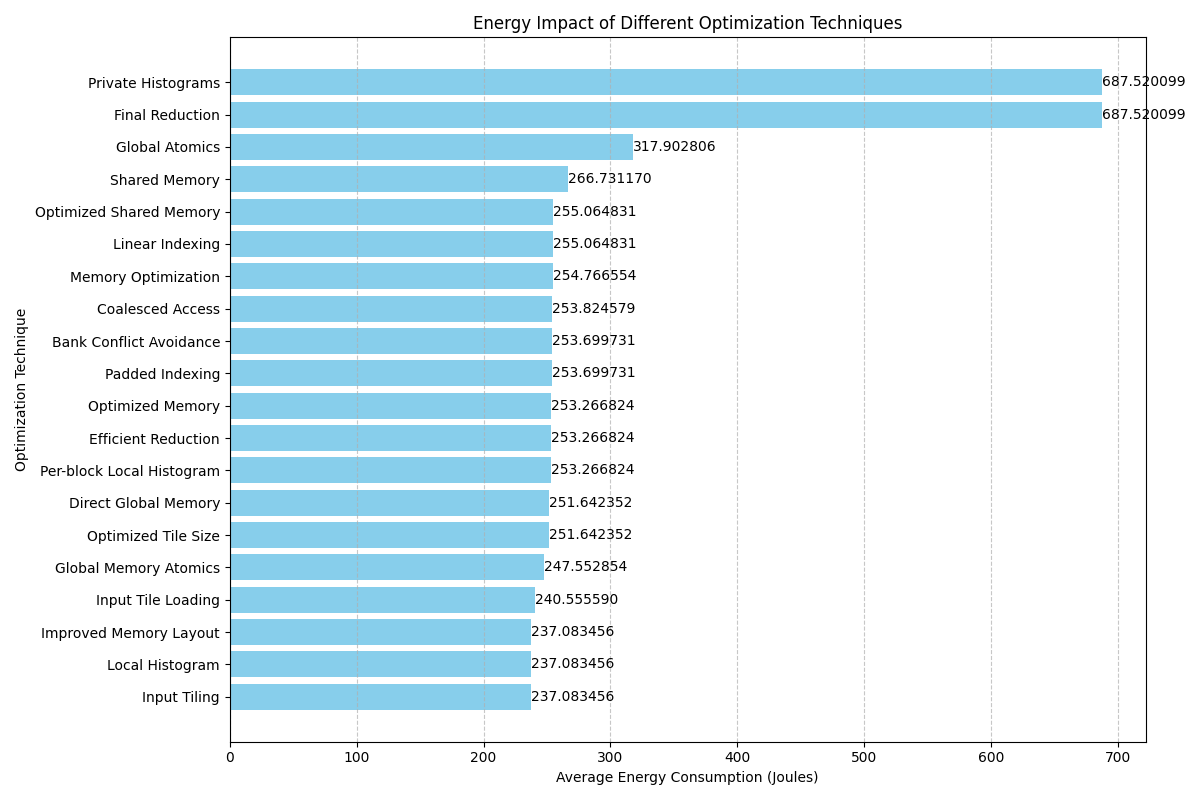 Energy Impact of Different Optimization Techniques
Optimization Technique
Private Histograms 687.520099
Final Reduction 687.520099
Global Atomics 317.902806
Shared Memory 266.731170
Optimized Shared Memory 255.064831
Linear Indexing 255.064831
Memory Optimization 254.766554
Coalesced Access 253.824579
Bank Conflict Avoidance 253.699731
Padded Indexing 253.699731
Optimized Memory 253.266824
Efficient Reduction 253.266824
Per-block Local Histogram 253.266824
Direct Global Memory 251.642352
Optimized Tile Size 251.642352
Global Memory Atomics 247.552854
Input Tile Loading 240.555590
Improved Memory Layout 237.083456
Local Histogram 237.083456
Input Tiling 237.083456
0 100 200 300 400 500 600 700
Average Energy Consumption (Joules)